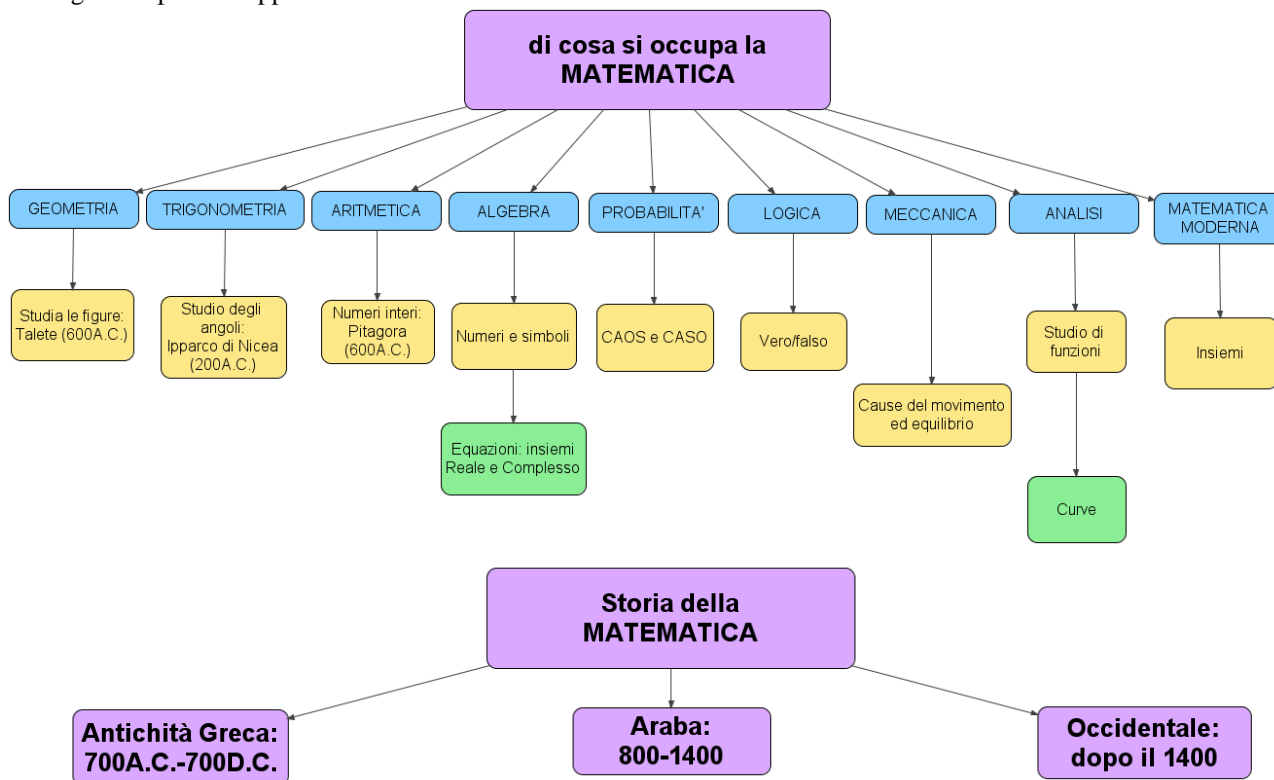 di cosa si occupa la
MATEMATICA
GEOMETRIA
TRIGONOMETRIA
ARITMETICA
ALGEBRA
PROBABILITA'
LOGICA
MECCANICA
ANALISI
MATEMATICA
MODERNA
Studia le figure:
Talete (600A.C.)
Studio degli
angoli:
Ipparco di Nicea
(200A.C.)
Numeri interi:
Pitagora
(600A.C.)
Numeri e simboli
CAOS e CASO
Vero/falso
Cause del movimento
ed equilibrio
Studio di
funzioni
Insiemi
Equazioni: insiemi
Reale e Complesso
Curve
Storia della
MATEMATICA
Antichità Greca:
700A.C.-700D.C.
Araba:
800-1400
Occidentale:
dopo il 1400